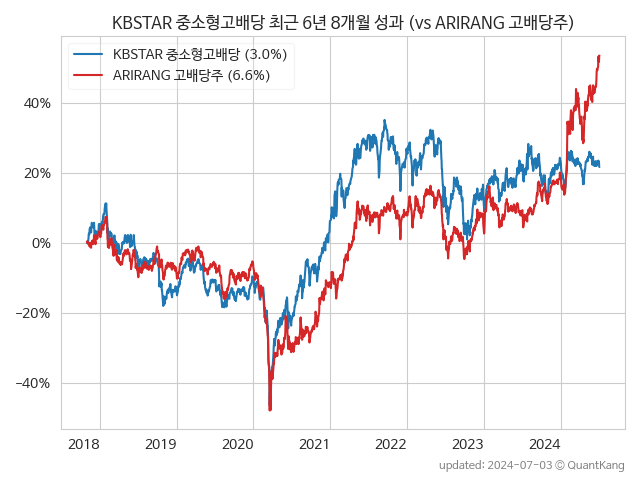 KBSTAR 중소형고배당 최근 6년 8개월 성과 (vs ARIRANG 고배당주)
KBSTAR 중소형고배당 (3.0%)
ARIRANG 고배당주 (6.6%)
40%
20%
0%
−20%
−40%
2018 2019 2020 2021 2022 2023 2024
updated: 2024-07-03 © QuantKang